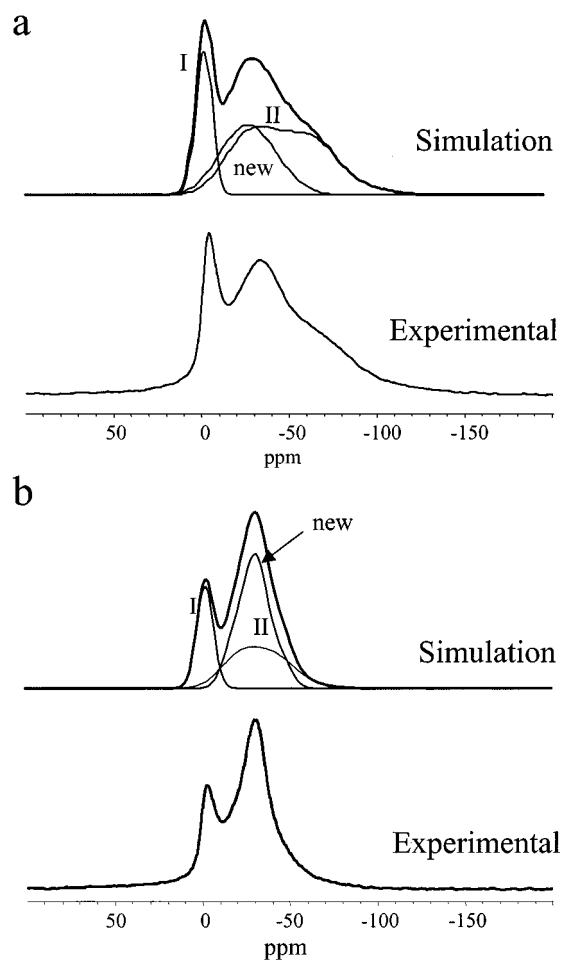 a
I
II
Simulation
new
Experimental
50 0 -50 -100 -150
ppm
b
new
I
II
Simulation
Experimental
50 0 -50 -100 -150
ppm